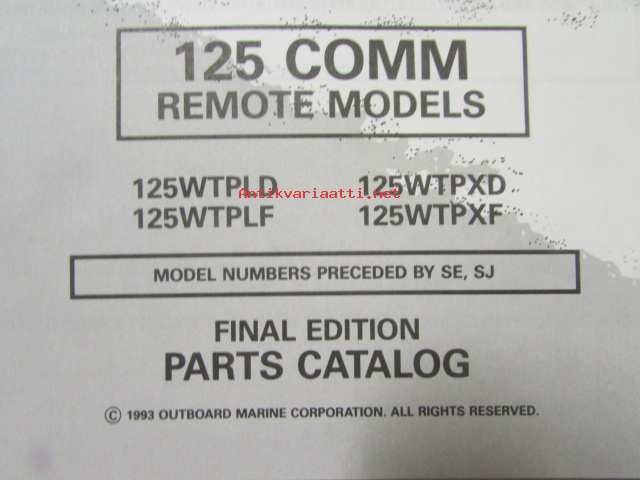 125 COMM
REMOTE MODELS
125WTPLD 125WTPXD
Antikvariaatti.net
125WTPLF 125WTPXF
MODEL NUMBERS PRECEDED BY SE, SJ
FINAL EDITION
PARTS CATALOG
© 1993 OUTBOARD MARINE CORPORATION. ALL RIGHTS RESERVED.